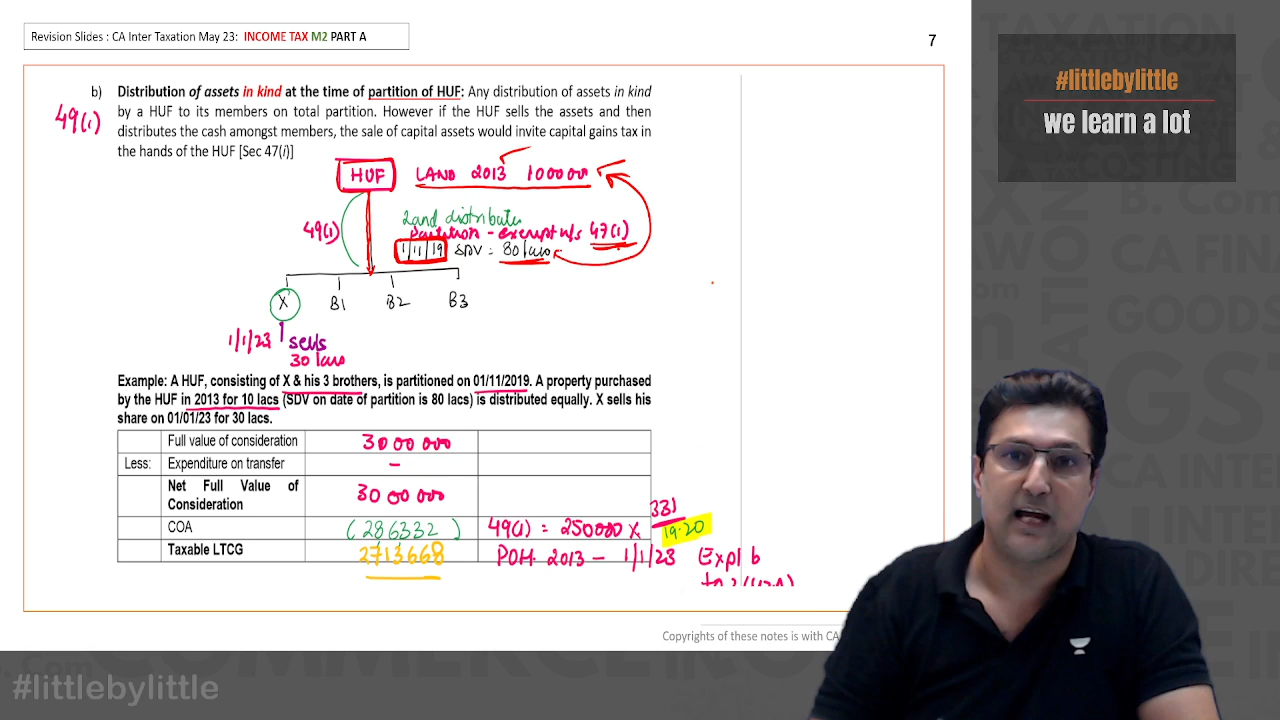 Revision Slides : CA Inter Taxation May 23: INCOME TAX M2 PART A
7
#littlebylittle
we learn a lot
b) Distribution of assets in kind at the time of partition of HUF: Any distribution of assets in kind
by a HUF to its members on total partition. However if the HUF sells the assets and then
distributes the cash amongst members, the sale of capital assets would invite capital gains tax in
the hands of the HUF [Sec 47(i)]
49(1)
HUF LAND 2013 1000000
49(1)
Land distributes
partition - exempt u/s 47(i)
1/11/19 SDV = 80 lacs
X B1 B2 B3
1/1/23 sells
30 lacs
Example: A HUF, consisting of X & his 3 brothers, is partitioned on 01/11/2019. A property purchased
by the HUF in 2013 for 10 lacs (SDV on date of partition is 80 lacs) is distributed equally. X sells his
share on 01/01/23 for 30 lacs.
Full value of consideration 3000000
Less: Expenditure on transfer -
Net Full Value of
Consideration 3000000
COA (286332) 49(1) = 250000 X 331
19-20
Taxable LTCG 2713668 POH 2013 - 1/1/23 Expl b
Copyrights of these notes is with CA
#littlebylittle